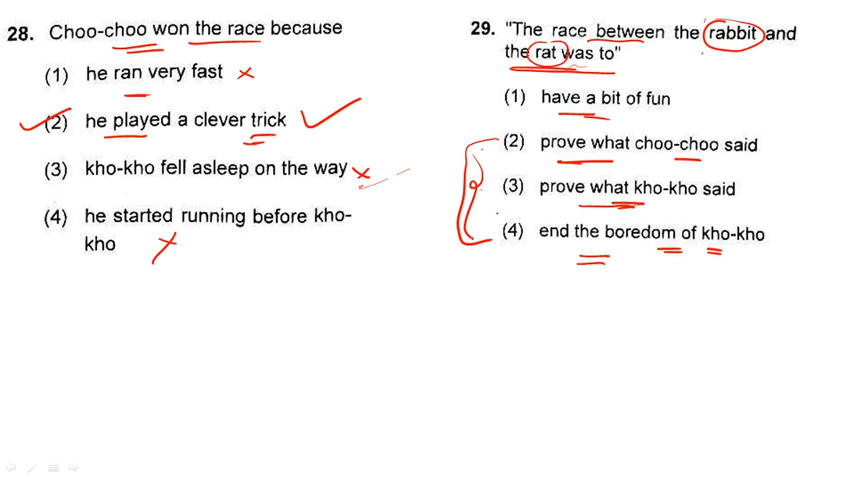 28. Choo-choo won the race because
(1) he ran very fast
(2) he played a clever trick
(3) kho-kho fell asleep on the way
(4) he started running before kho-
kho
29. "The race between the rabbit and
the rat was to"
(1) have a bit of fun
(2) prove what choo-choo said
(3) prove what kho-kho said
(4) end the boredom of kho-kho